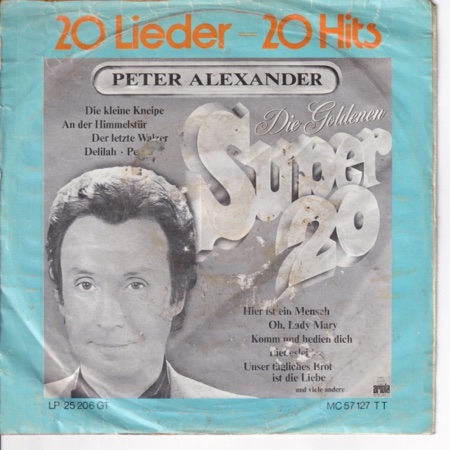 20 Lieder – 20 Hits
PETER ALEXANDER
Die kleine Kneipe
An der Himmelstür
Der letzte Walzer
Delilah ·
Die Goldenen
Super
20
Hier ist ein Mensch
Oh, Lady Mary
Komm und bedien dich
Unser tägliches Brot
ist die Liebe
und viele andere
ariola
LP 25 206 GT
MC 57 127 TT